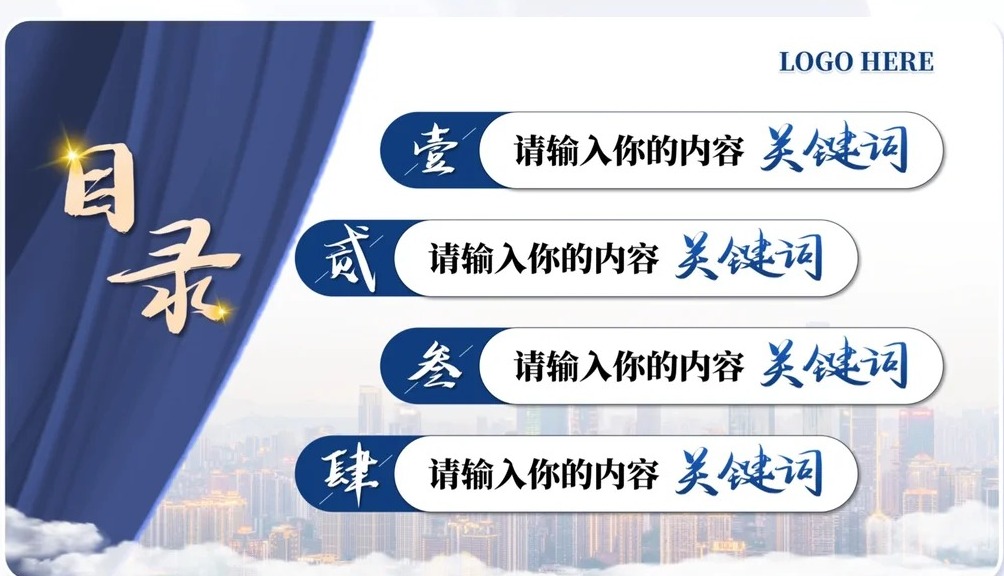 LOGO HERE
目录
壹 请输入你的内容 关键词
贰 请输入你的内容 关键词
叁 请输入你的内容 关键词
肆 请输入你的内容 关键词